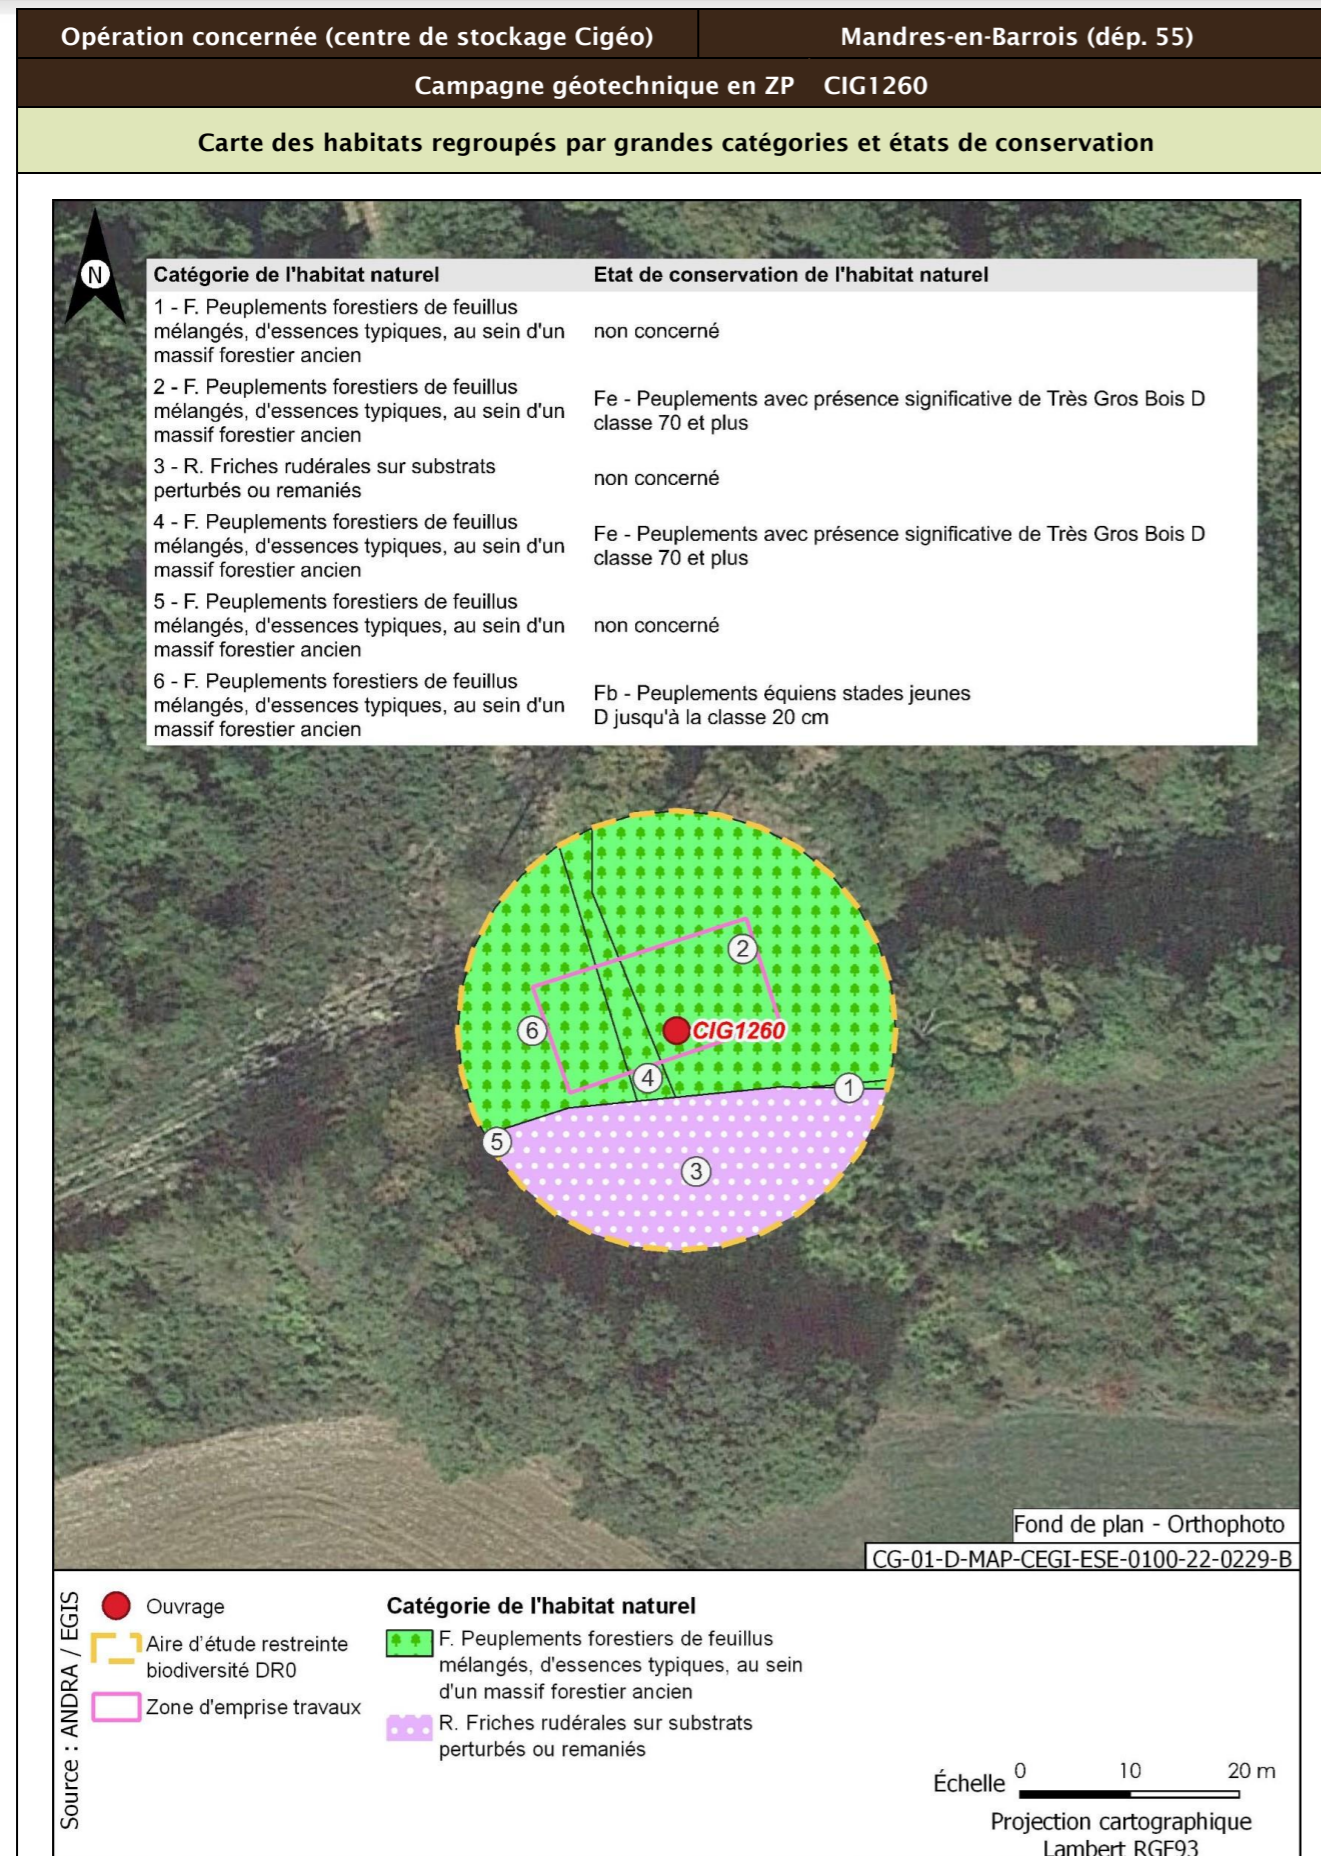 Opération concernée (centre de stockage Cigéo)
Mandres-en-Barrois (dép. 55)
Campagne géotechnique en ZP CIG1260
Carte des habitats regroupés par grandes catégories et états de conservation
N
Catégorie de l'habitat naturel
Etat de conservation de l'habitat naturel
1 - F. Peuplements forestiers de feuillus
mélangés, d'essences typiques, au sein d'un
massif forestier ancien
non concerné
2 - F. Peuplements forestiers de feuillus
mélangés, d'essences typiques, au sein d'un
massif forestier ancien
Fe - Peuplements avec présence significative de Très Gros Bois D
classe 70 et plus
3 - R. Friches rudérales sur substrats
perturbés ou remaniés
non concerné
4 - F. Peuplements forestiers de feuillus
mélangés, d'essences typiques, au sein d'un
massif forestier ancien
Fe - Peuplements avec présence significative de Très Gros Bois D
classe 70 et plus
5 - F. Peuplements forestiers de feuillus
mélangés, d'essences typiques, au sein d'un
massif forestier ancien
non concerné
6 - F. Peuplements forestiers de feuillus
mélangés, d'essences typiques, au sein d'un
massif forestier ancien
Fb - Peuplements équiens stades jeunes
D jusqu'à la classe 20 cm
2
6
CIG1260
4
1
5
3
Fond de plan - Orthophoto
CG-01-D-MAP-CEGI-ESE-0100-22-0229-B
Source : ANDRA / EGIS
Ouvrage
Aire d'étude restreinte
biodiversité DR0
Zone d'emprise travaux
Catégorie de l'habitat naturel
F. Peuplements forestiers de feuillus
mélangés, d'essences typiques, au sein
d'un massif forestier ancien
R. Friches rudérales sur substrats
perturbés ou remaniés
Échelle 0 10 20 m
Projection cartographique
Lambert RGF93